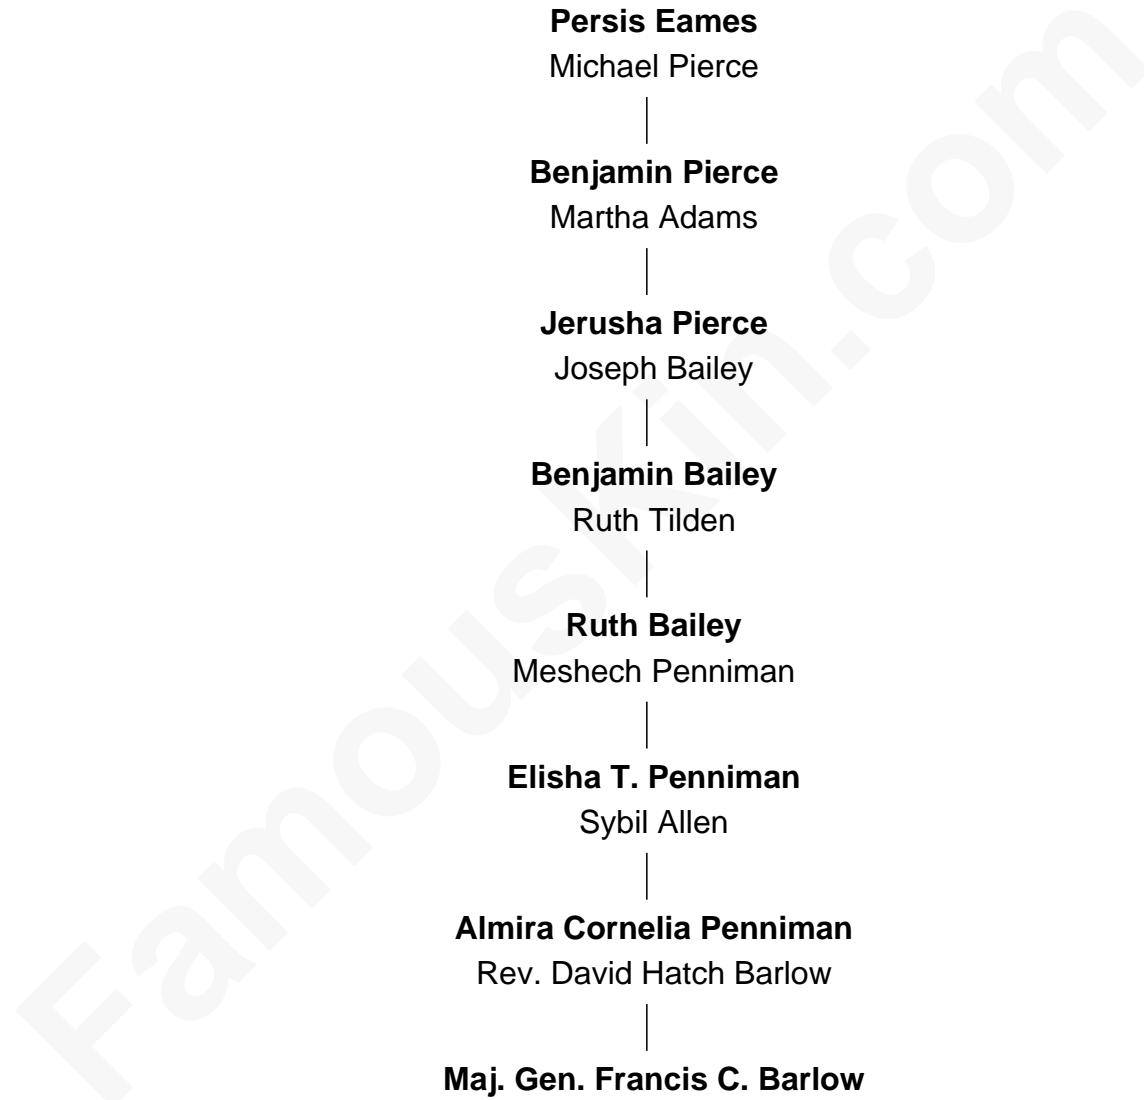 Persis Eames
Michael Pierce
Benjamin Pierce
Martha Adams
Jerusha Pierce
Joseph Bailey
Benjamin Bailey
Ruth Tilden
Ruth Bailey
Meshech Penniman
Elisha T. Penniman
Sybil Allen
Almira Cornelia Penniman
Rev. David Hatch Barlow
Maj. Gen. Francis C. Barlow
FamousKin.com